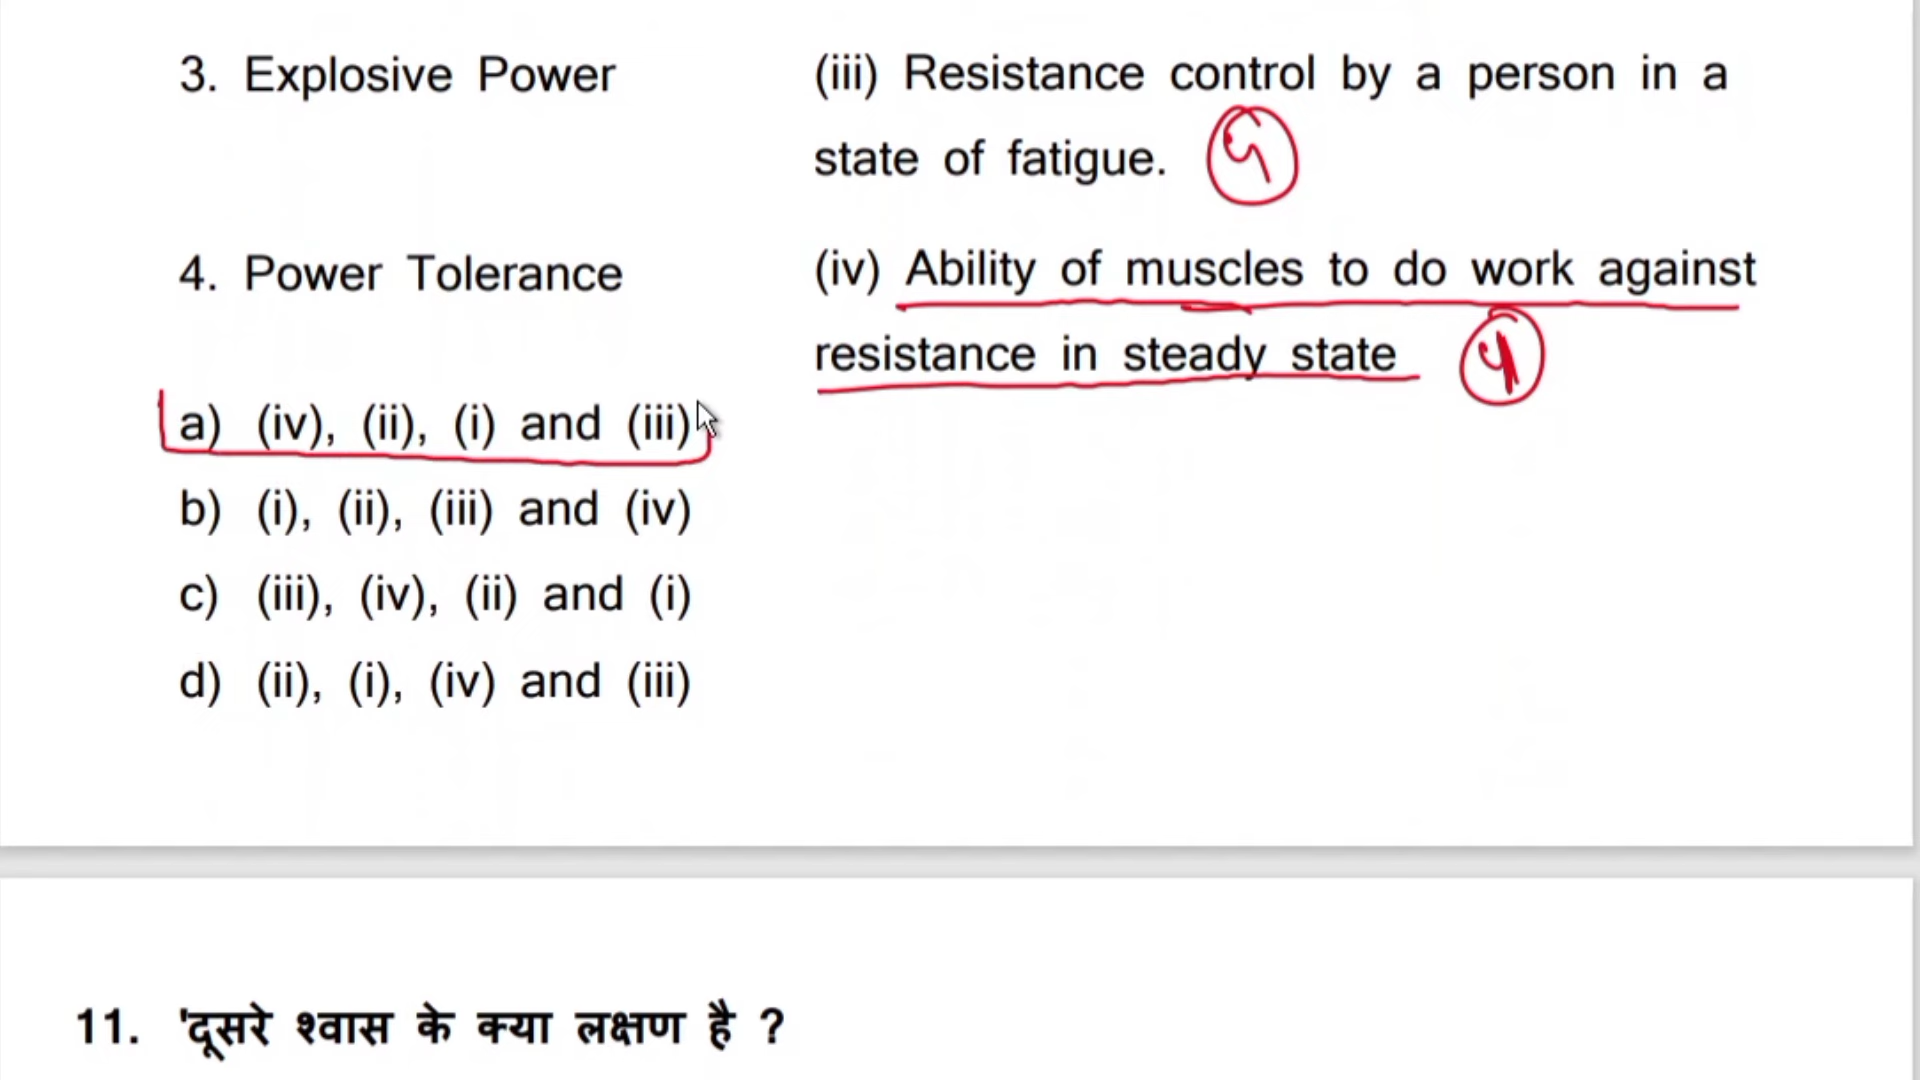 3. Explosive Power (iii) Resistance control by a person in a
state of fatigue. 4
4. Power Tolerance (iv) Ability of muscles to do work against
resistance in steady state
a) (iv), (ii), (i) and (iii)
b) (i), (ii), (iii) and (iv)
c) (iii), (iv), (ii) and (i)
d) (ii), (i), (iv) and (iii)
11. 'दूसरे श्वास के क्या लक्षण है ?